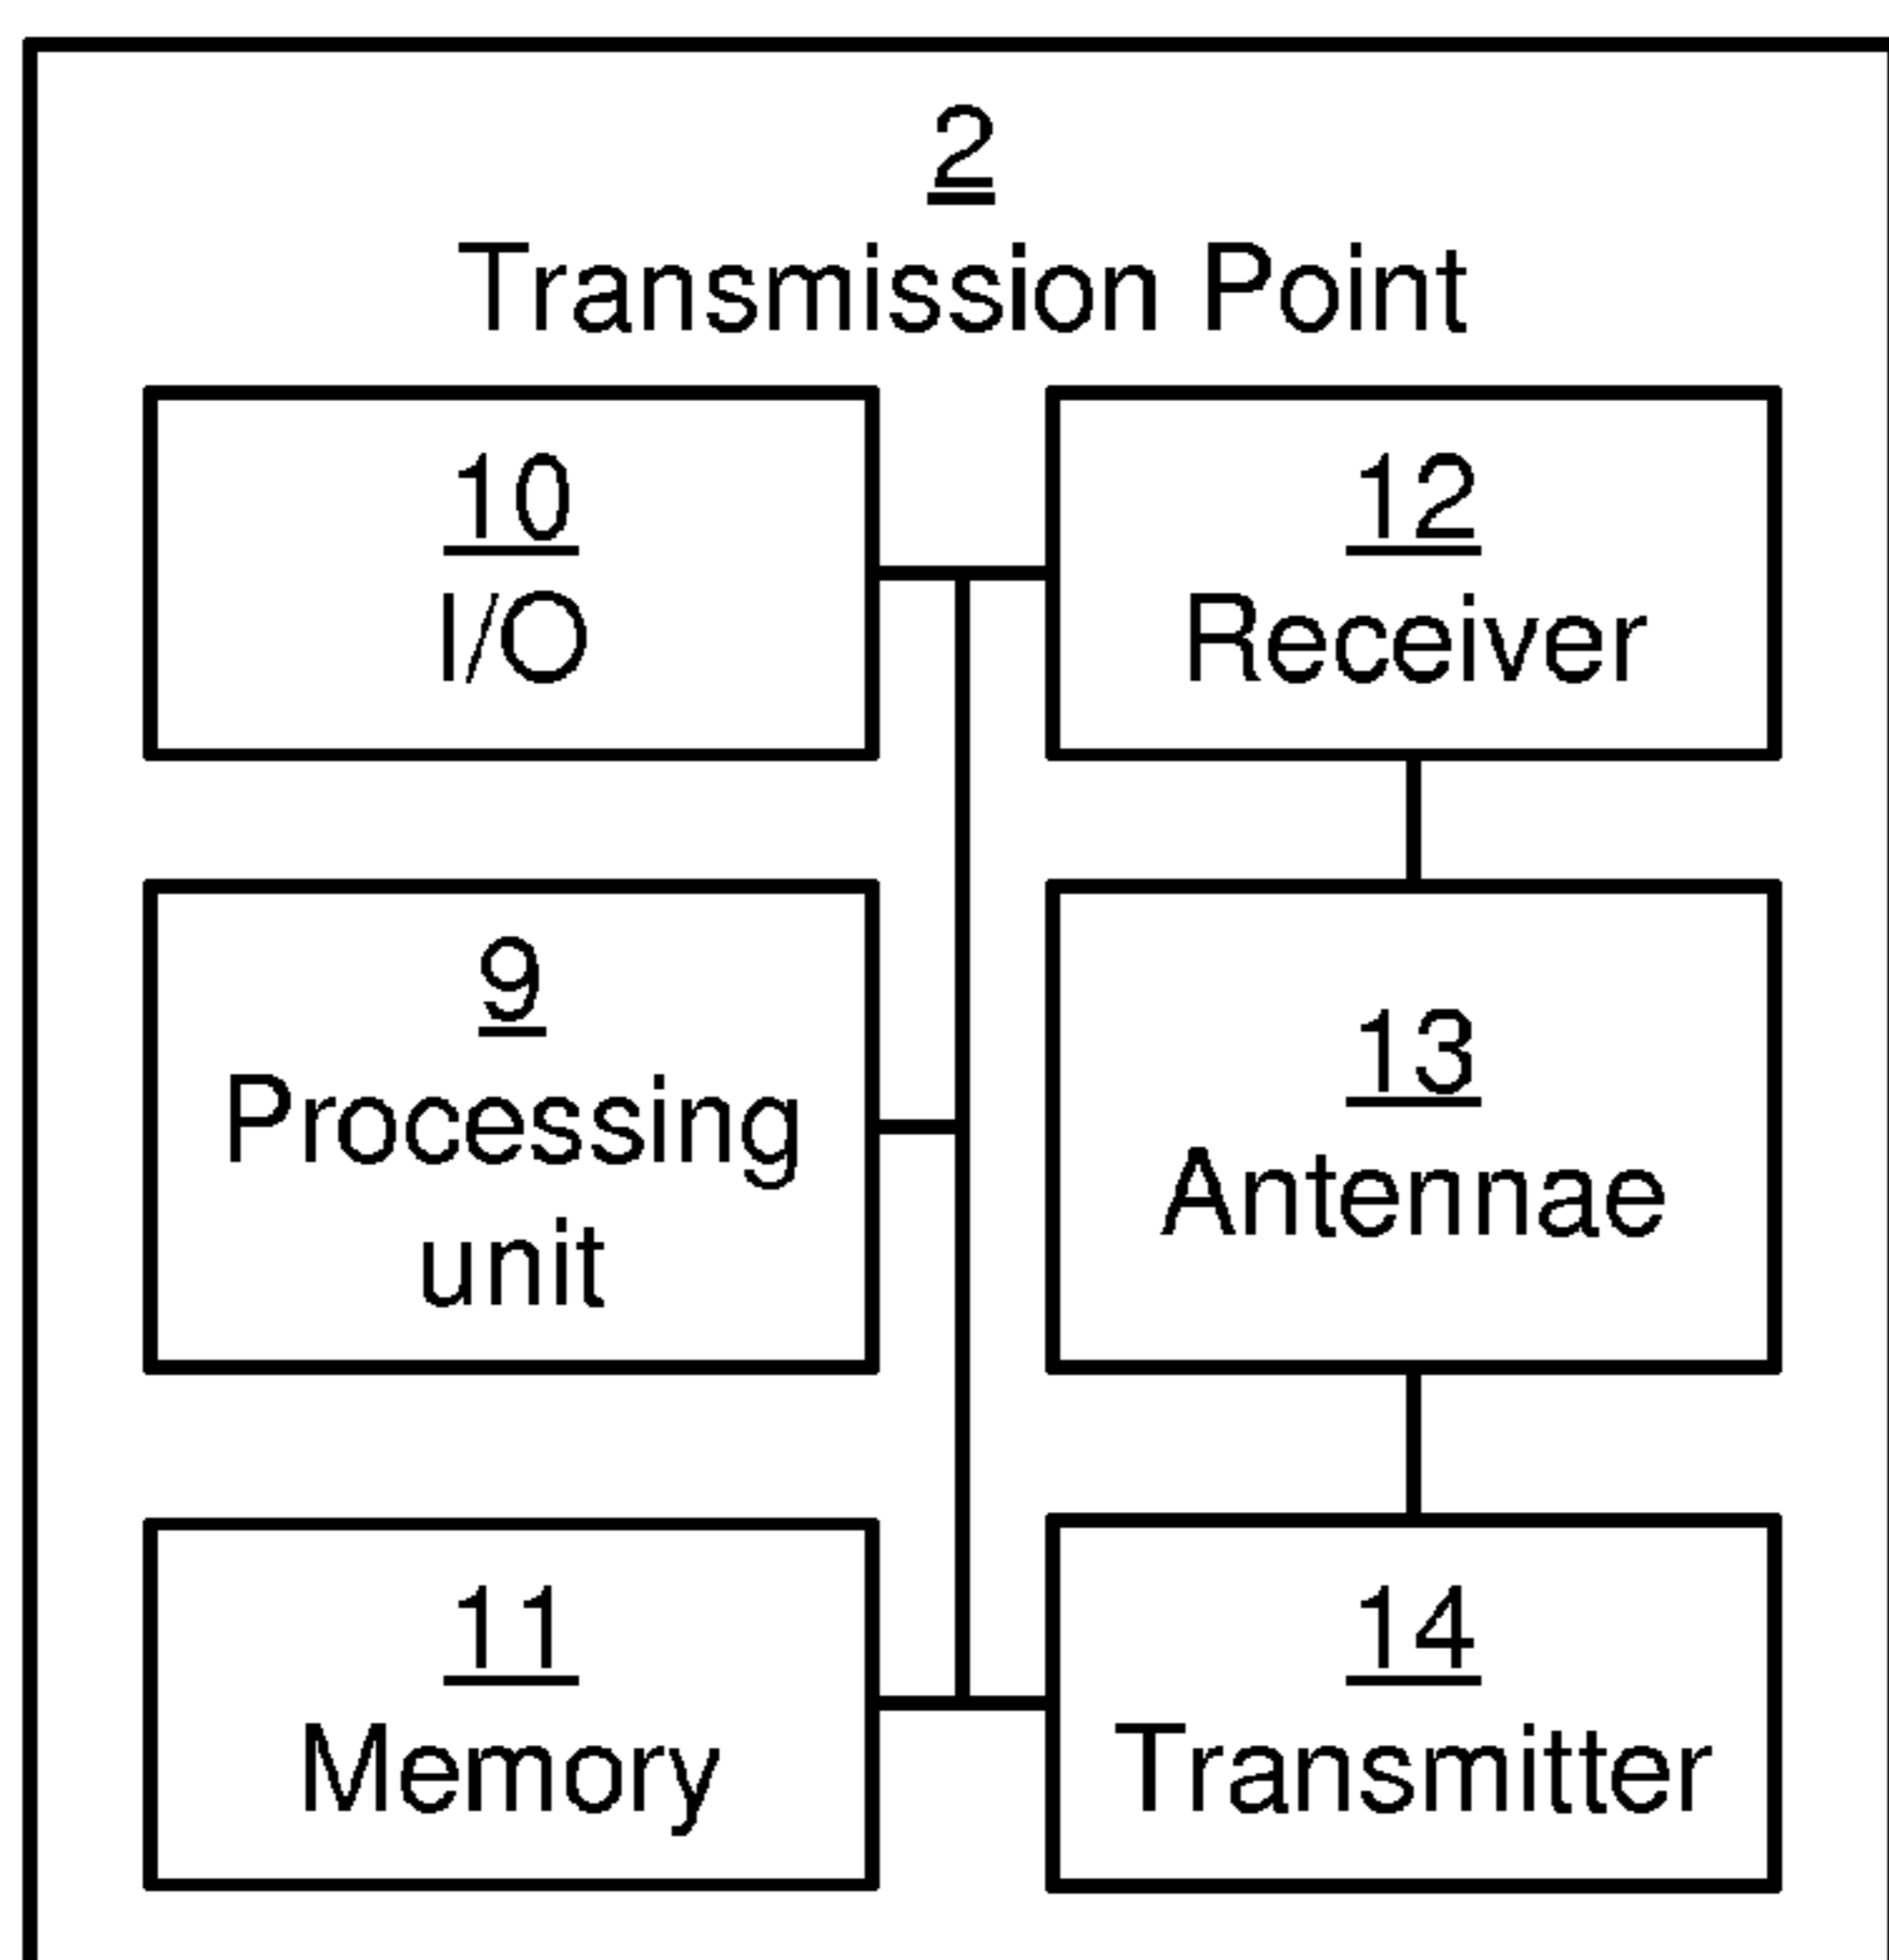 2
Transmission Point
10
I/O
12
Receiver
9
Processing
unit
13
Antennae
11
Memory
14
Transmitter